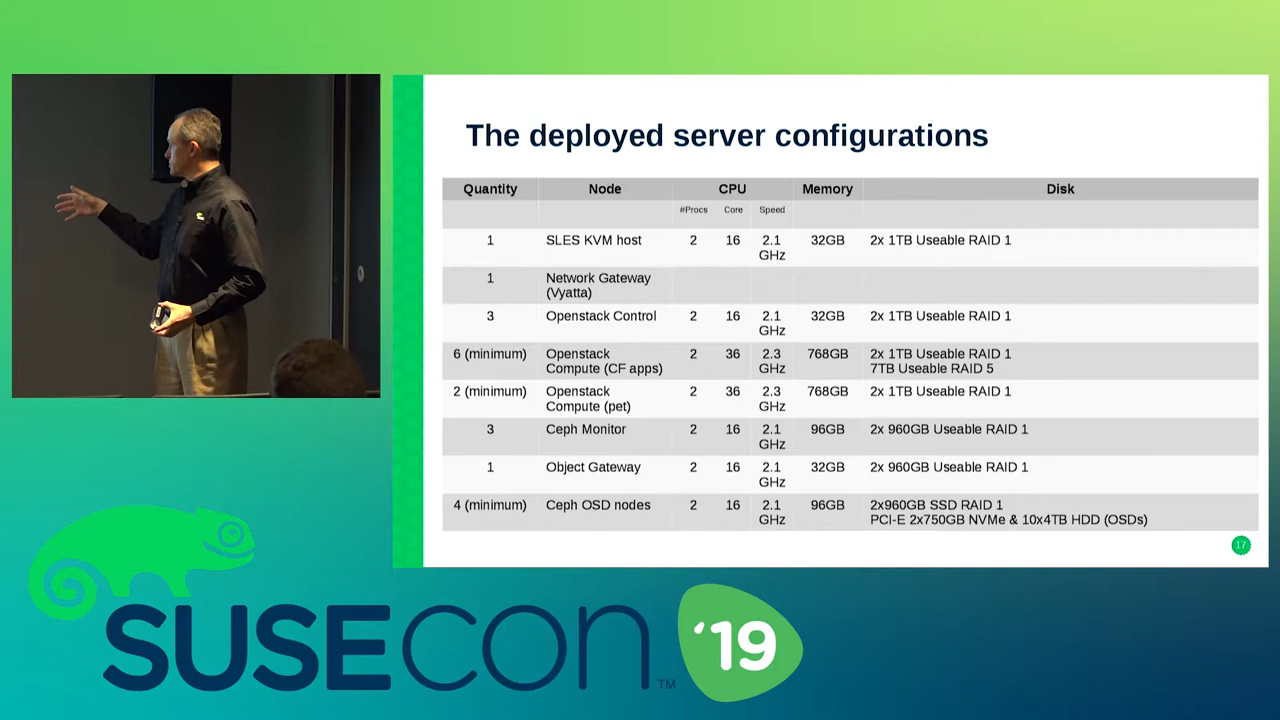 The deployed server configurations
Quantity Node CPU Memory Disk
#Procs Core Speed
1 SLES KVM host 2 16 2.1 GHz 32GB 2x 1TB Useable RAID 1
1 Network Gateway (Vyatta)
3 Openstack Control 2 16 2.1 GHz 32GB 2x 1TB Useable RAID 1
6 (minimum) Openstack Compute (CF apps) 2 36 2.3 GHz 768GB 2x 1TB Useable RAID 1
7TB Useable RAID 5
2 (minimum) Openstack Compute (pet) 2 36 2.3 GHz 768GB 2x 1TB Useable RAID 1
3 Ceph Monitor 2 16 2.1 GHz 96GB 2x 960GB Useable RAID 1
1 Object Gateway 2 16 2.1 GHz 32GB 2x 960GB Useable RAID 1
4 (minimum) Ceph OSD nodes 2 16 2.1 GHz 96GB 2x960GB SSD RAID 1
PCI-E 2x750GB NVMe & 10x4TB HDD (OSDs)
17
SUSECON™ '19